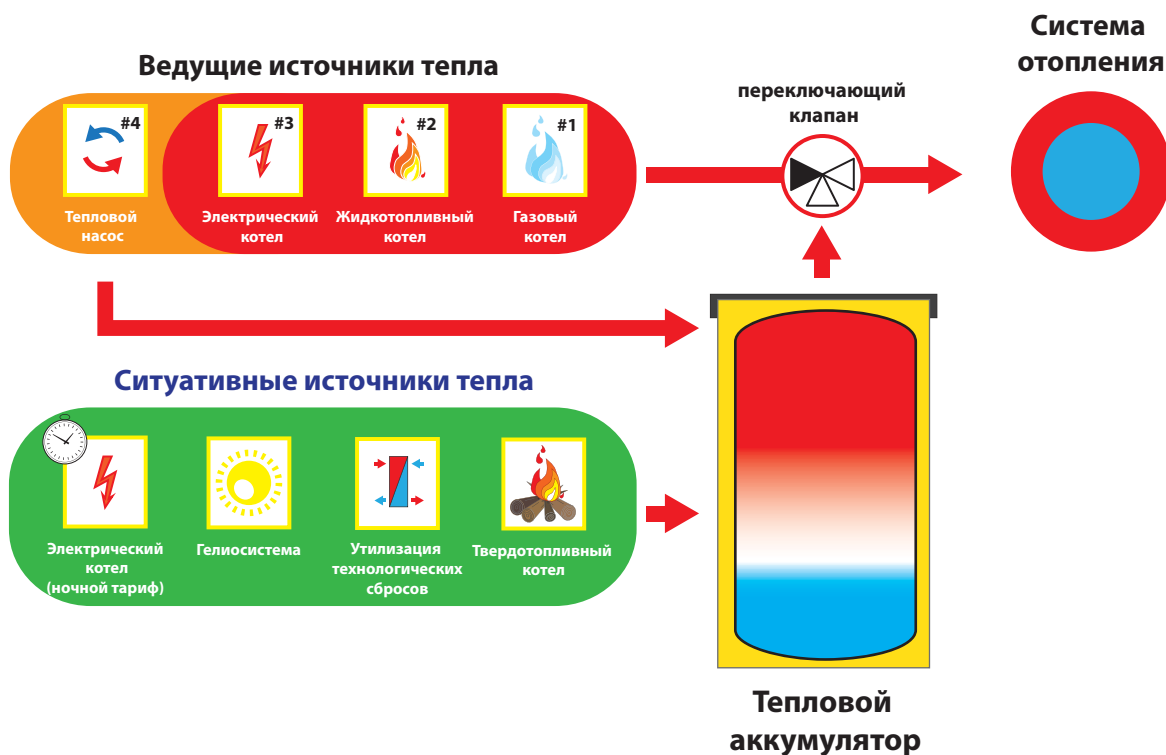 Система
отопления
Ведущие источники тепла
переключающий
клапан
#4
#3
#2
#1
Тепловой
насос
Электрический
котел
Жидкотопливный
котел
Газовый
котел
Ситуативные источники тепла
Электрический
котел
(ночной тариф)
Гелиосистема
Утилизация
технологических
сбросов
Твердотопливный
котел
Тепловой
аккумулятор